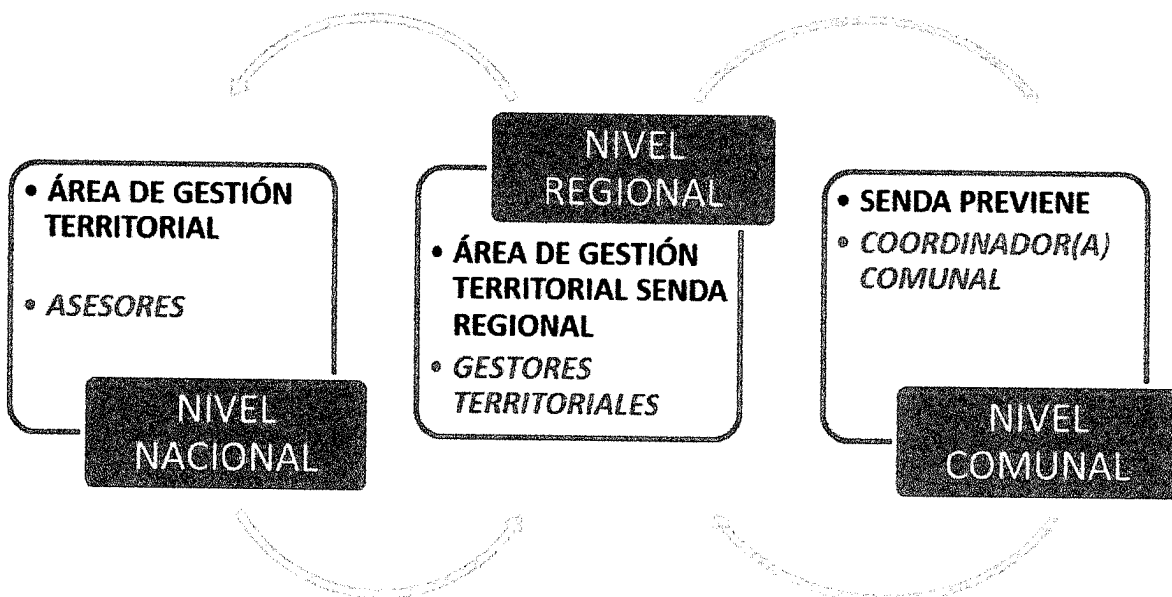 • ÁREA DE GESTIÓN
TERRITORIAL
• ASESORES
NIVEL
NACIONAL
NIVEL
REGIONAL
• ÁREA DE GESTIÓN
TERRITORIAL SENDA
REGIONAL
• GESTORES
TERRITORIALES
• SENDA PREVIENE
• COORDINADOR(A)
COMUNAL
NIVEL
COMUNAL